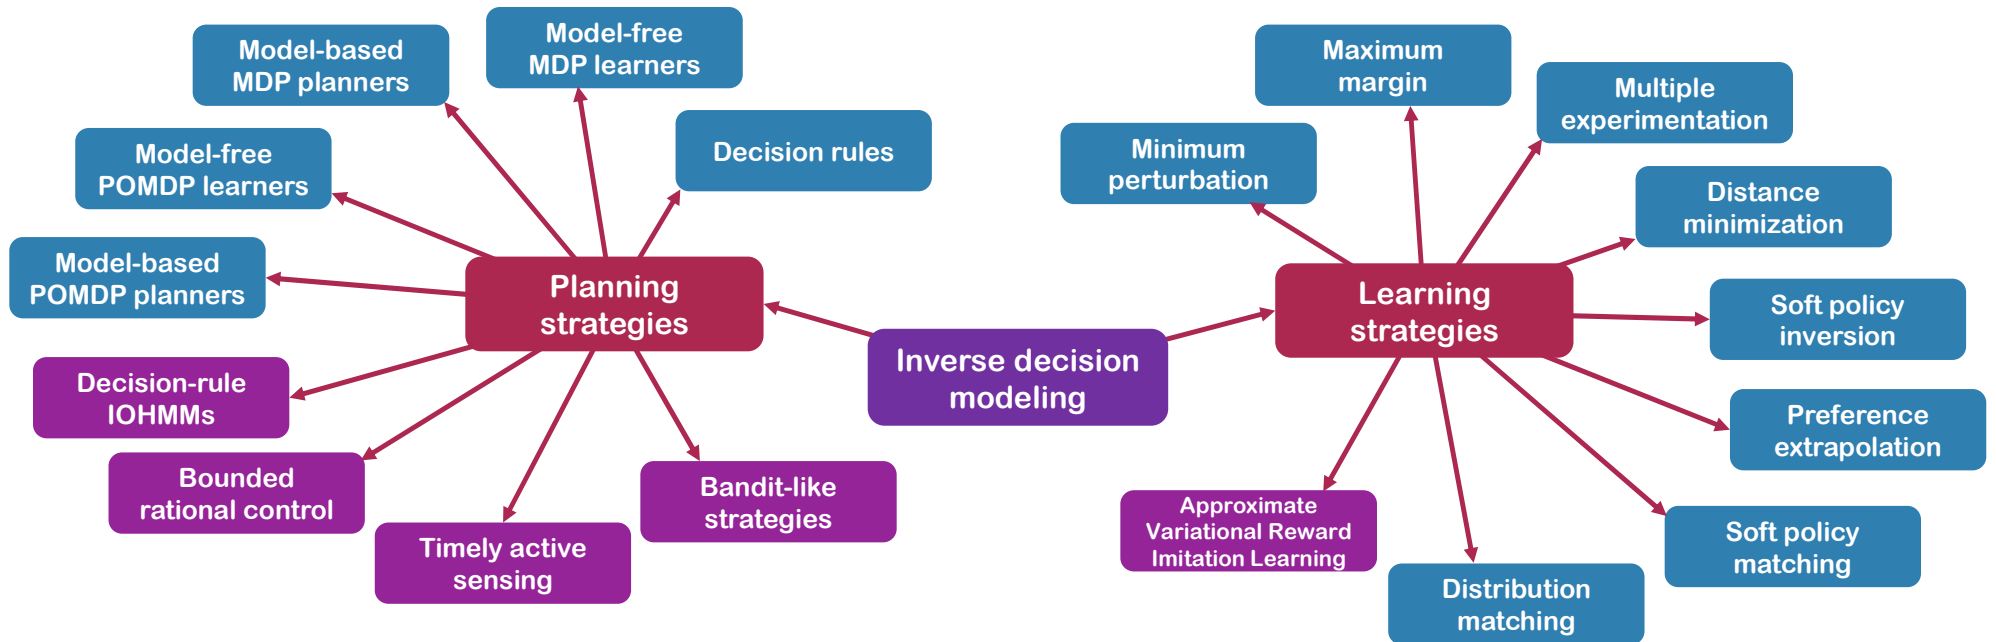 Model-free
MDP learners
Model-based
MDP planners
Decision rules
Model-free
POMDP learners
Model-based
POMDP planners
Planning
strategies
Decision-rule
IOHMMs
Bounded
rational control
Timely active
sensing
Bandit-like
strategies
Inverse decision
modeling
Maximum
margin
Multiple
experimentation
Minimum
perturbation
Distance
minimization
Learning
strategies
Soft policy
inversion
Preference
extrapolation
Soft policy
matching
Distribution
matching
Approximate
Variational Reward
Imitation Learning